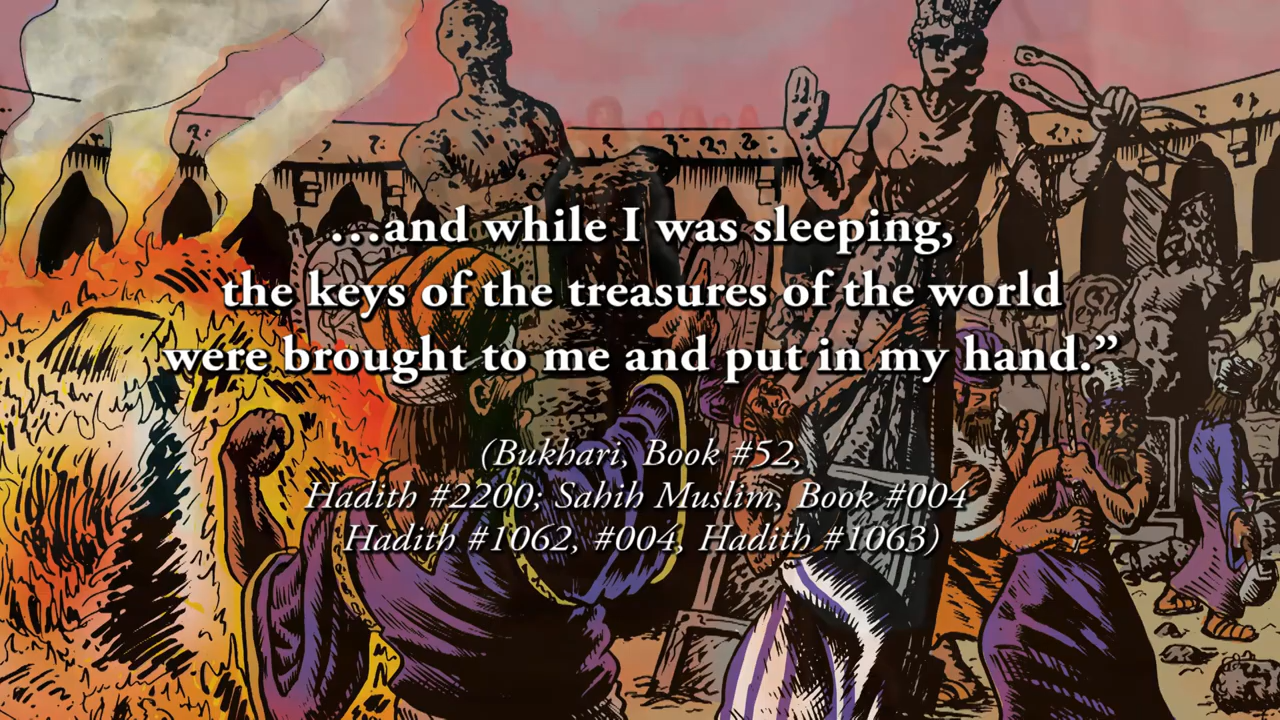 …and while I was sleeping,
the keys of the treasures of the world
were brought to me and put in my hand.”
(Bukhari, Book #52,
Hadith #2200; Sahih Muslim, Book #004
Hadith #1062, #004, Hadith #1063)